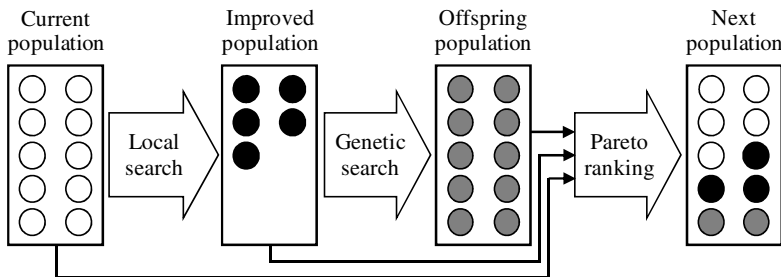 Current
population
Improved
population
Offspring
population
Next
population
Local
search
Genetic
search
Pareto
ranking